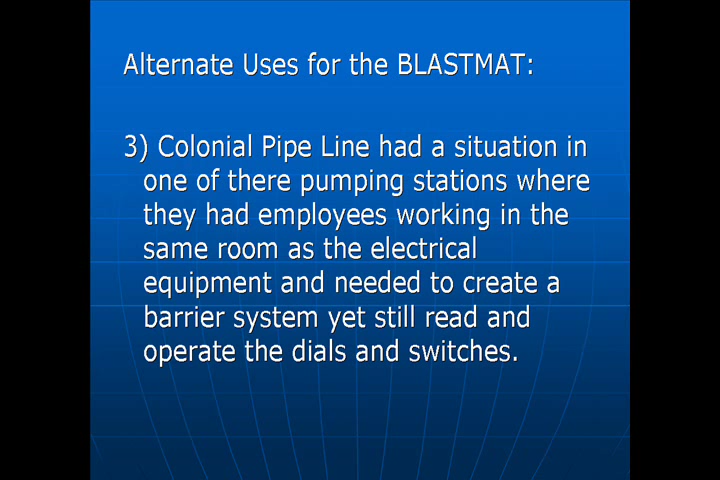 Alternate Uses for the BLASTMAT:
3) Colonial Pipe Line had a situation in
one of there pumping stations where
they had employees working in the
same room as the electrical
equipment and needed to create a
barrier system yet still read and
operate the dials and switches.